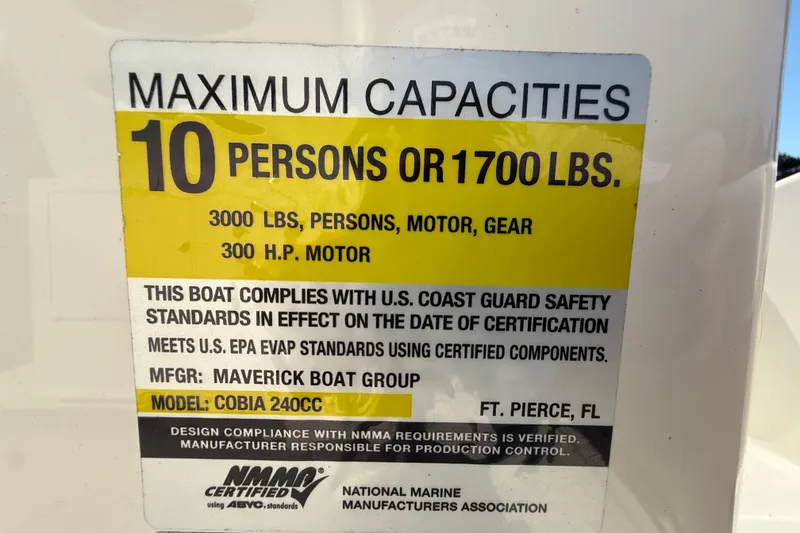 MAXIMUM CAPACITIES
10 PERSONS OR 1700 LBS.
3000 LBS, PERSONS, MOTOR, GEAR
300 H.P. MOTOR
THIS BOAT COMPLIES WITH U.S. COAST GUARD SAFETY
STANDARDS IN EFFECT ON THE DATE OF CERTIFICATION
MEETS U.S. EPA EVAP STANDARDS USING CERTIFIED COMPONENTS.
MFGR: MAVERICK BOAT GROUP
MODEL: COBIA 240CC FT. PIERCE, FL
DESIGN COMPLIANCE WITH NMMA REQUIREMENTS IS VERIFIED.
MANUFACTURER RESPONSIBLE FOR PRODUCTION CONTROL.
NMMA®
CERTIFIED
using ABYC. standards
NATIONAL MARINE
MANUFACTURERS ASSOCIATION